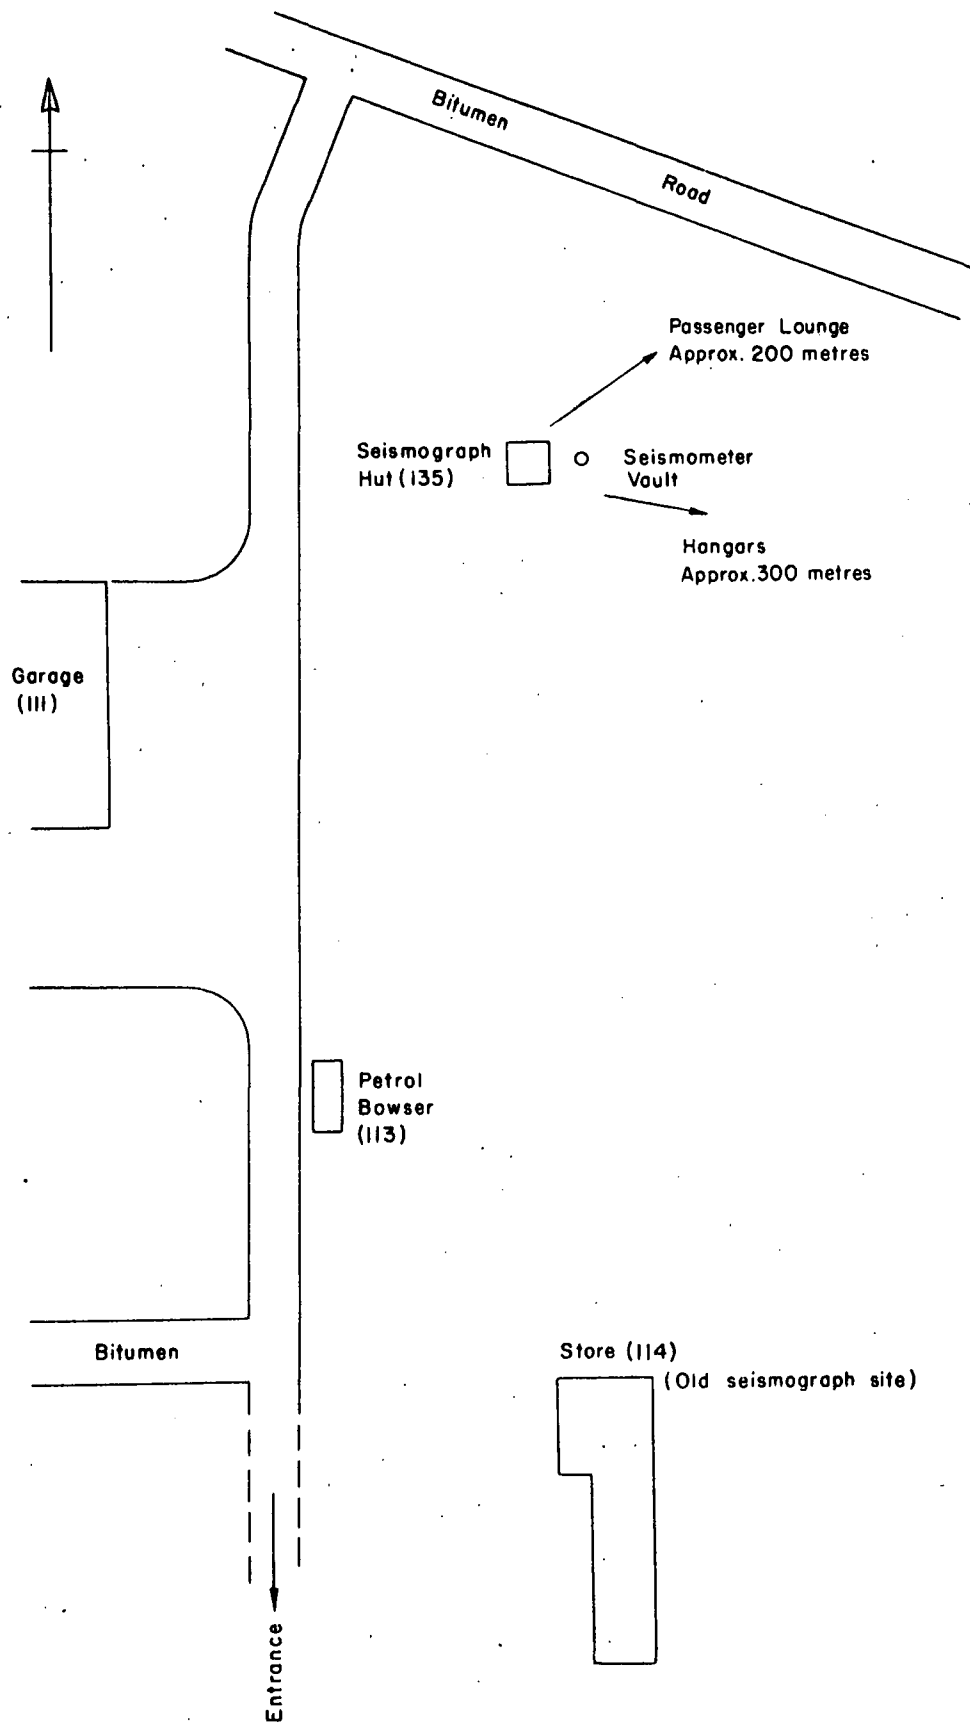 Bitumen
Road
Passenger Lounge
Approx. 200 metres
Seismograph
Hut (135)
Seismometer
Vault
Hangars
Approx. 300 metres
Garage
(111)
Petrol
Bowser
(113)
Bitumen
Store (114)
(Old seismograph site)
Entrance